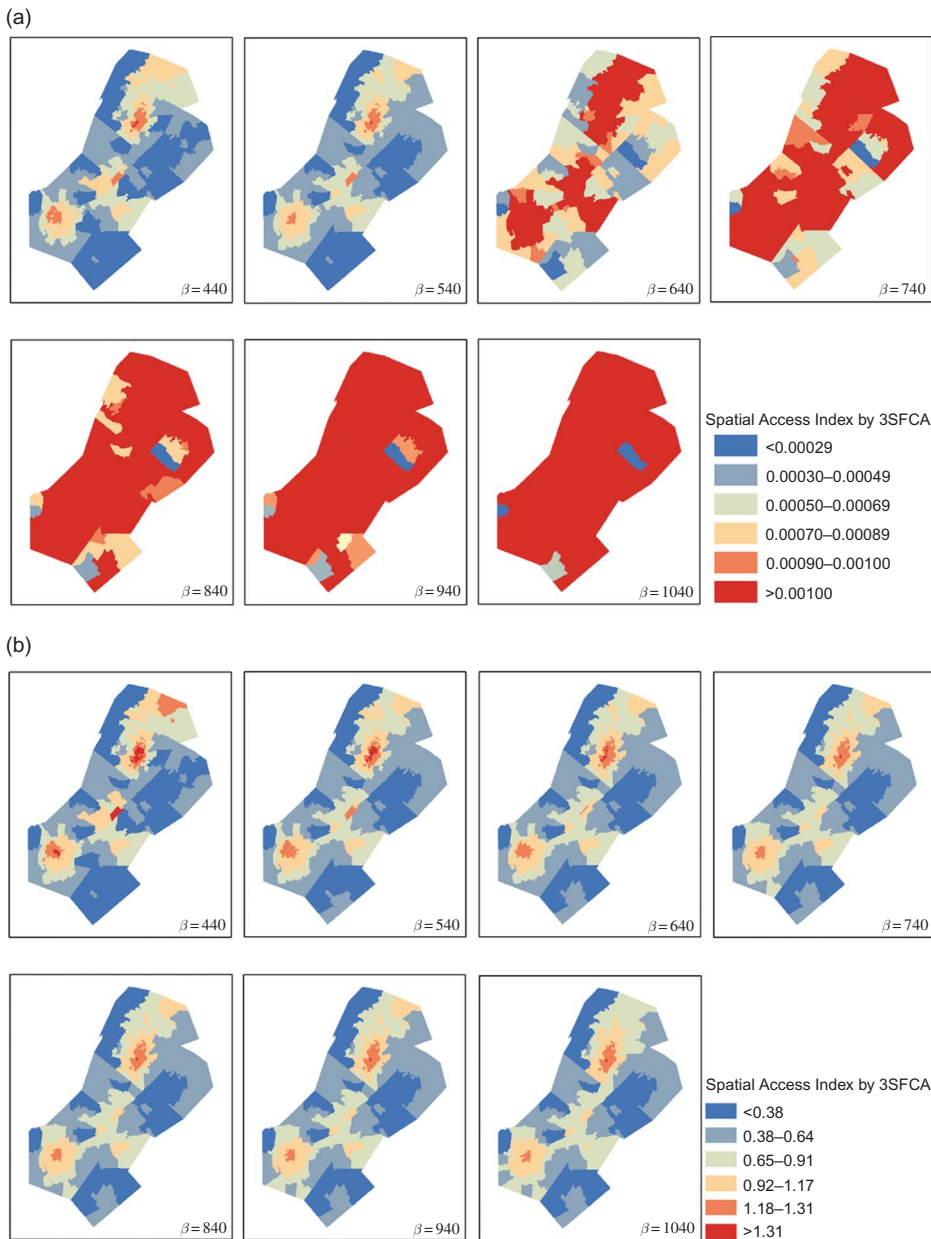 (a)
β = 440
β = 540
β = 640
β = 740
β = 840
β = 940
β = 1040
Spatial Access Index by 3SFCA
<0.00029
0.00030–0.00049
0.00050–0.00069
0.00070–0.00089
0.00090–0.00100
>0.00100
(b)
β = 440
β = 540
β = 640
β = 740
β = 840
β = 940
β = 1040
Spatial Access Index by 3SFCA
<0.38
0.38–0.64
0.65–0.91
0.92–1.17
1.18–1.31
>1.31